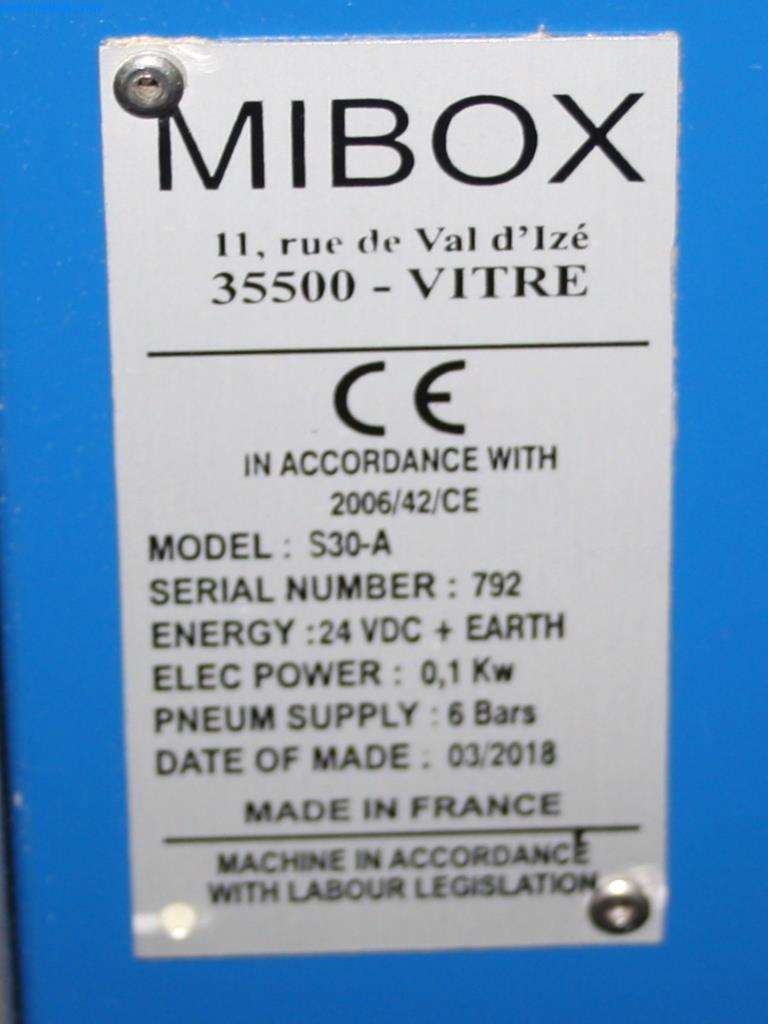 MIBOX
11, rue de Val d'Izé
35500 - VITRE
CE
IN ACCORDANCE WITH
2006/42/CE
MODEL : S30-A
SERIAL NUMBER : 792
ENERGY :24 VDC + EARTH
ELEC POWER : 0,1 Kw
PNEUM SUPPLY : 6 Bars
DATE OF MADE : 03/2018
MADE IN FRANCE
MACHINE IN ACCORDANCE
WITH LABOUR LEGISLATION